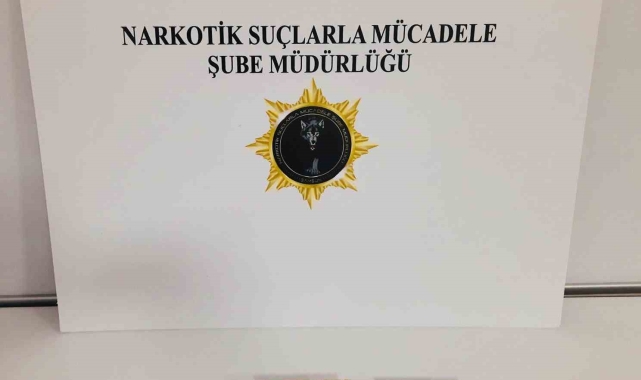 NARKOTİK SUÇLARLA MÜCADELE
ŞUBE MÜDÜRLÜĞÜ